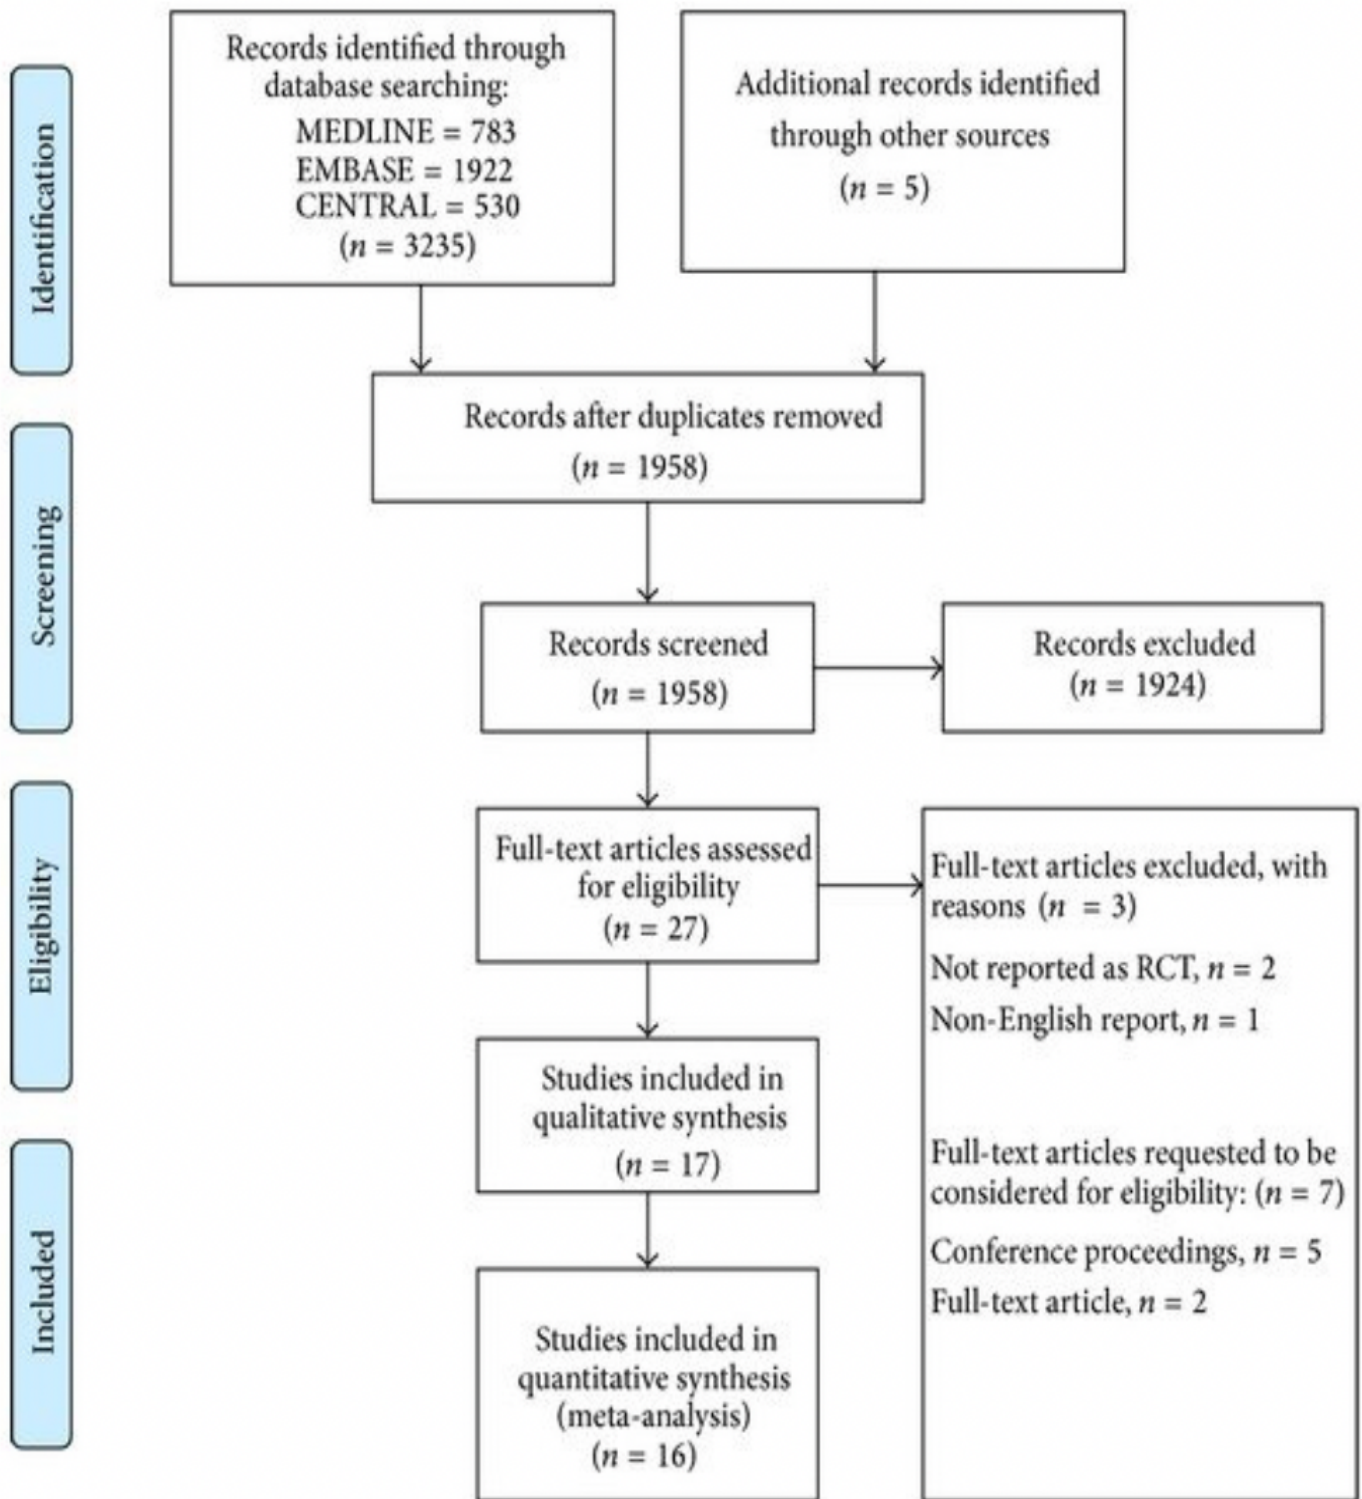 Identification
Records identified through
database searching:
MEDLINE = 783
EMBASE = 1922
CENTRAL = 530
(n = 3235)
Additional records identified
through other sources
(n = 5)
Records after duplicates removed
(n = 1958)
Screening
Records screened
(n = 1958)
Records excluded
(n = 1924)
Eligibility
Full-text articles assessed
for eligibility
(n = 27)
Full-text articles excluded, with
reasons (n = 3)
Not reported as RCT, n = 2
Non-English report, n = 1
Full-text articles requested to be
considered for eligibility: (n = 7)
Conference proceedings, n = 5
Full-text article, n = 2
Studies included in
qualitative synthesis
(n = 17)
Included
Studies included in
quantitative synthesis
(meta-analysis)
(n = 16)